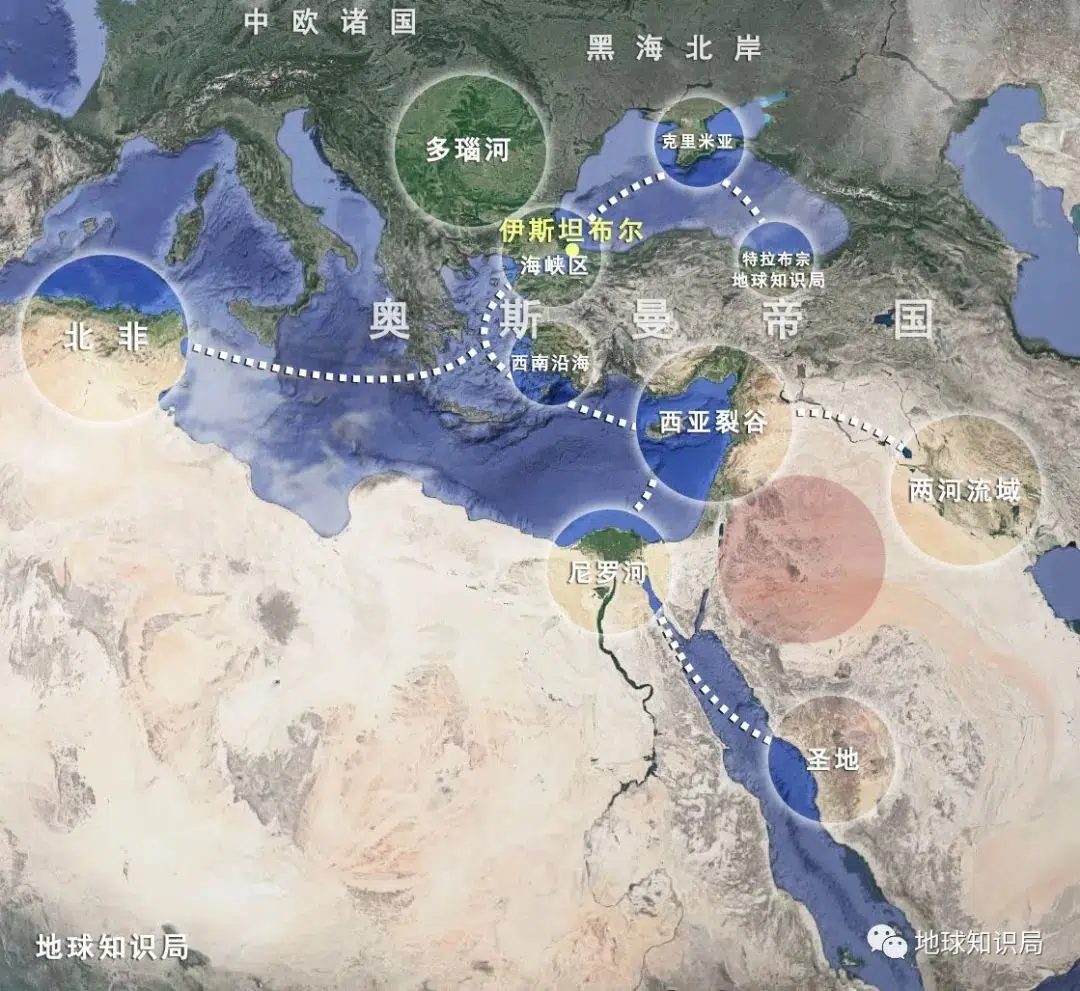 中欧诸国
黑海北岸
多瑙河
克里米亚
伊斯坦布尔
海峡区
特拉布宗
地球知识局
奥斯曼帝国
北非
西南沿海
西亚裂谷
两河流域
尼罗河
圣地
地球知识局
地球知识局